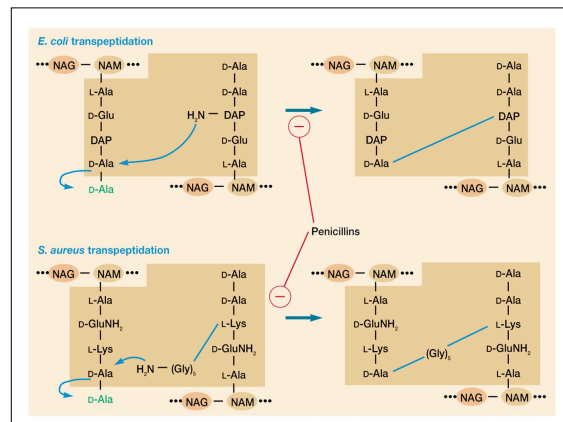 E. coli transpeptidation
••• NAG — NAM •••
L-Ala
D-Glu
DAP
D-Ala
D-Ala
D-Ala
D-Ala
H₂N — DAP
D-Glu
L-Ala
••• NAG — NAM •••
−
••• NAG — NAM •••
L-Ala
D-Glu
DAP
D-Ala
D-Ala
D-Ala
DAP
D-Glu
L-Ala
••• NAG — NAM •••
Penicillins
S. aureus transpeptidation
••• NAG — NAM •••
L-Ala
D-GluNH₂
L-Lys
D-Ala
D-Ala
H₂N — (Gly)₅
D-Ala
D-Ala
L-Lys
D-GluNH₂
L-Ala
••• NAG — NAM •••
−
••• NAG — NAM •••
L-Ala
D-GluNH₂
L-Lys
D-Ala
(Gly)₅
D-Ala
D-Ala
L-Lys
D-GluNH₂
L-Ala
••• NAG — NAM •••